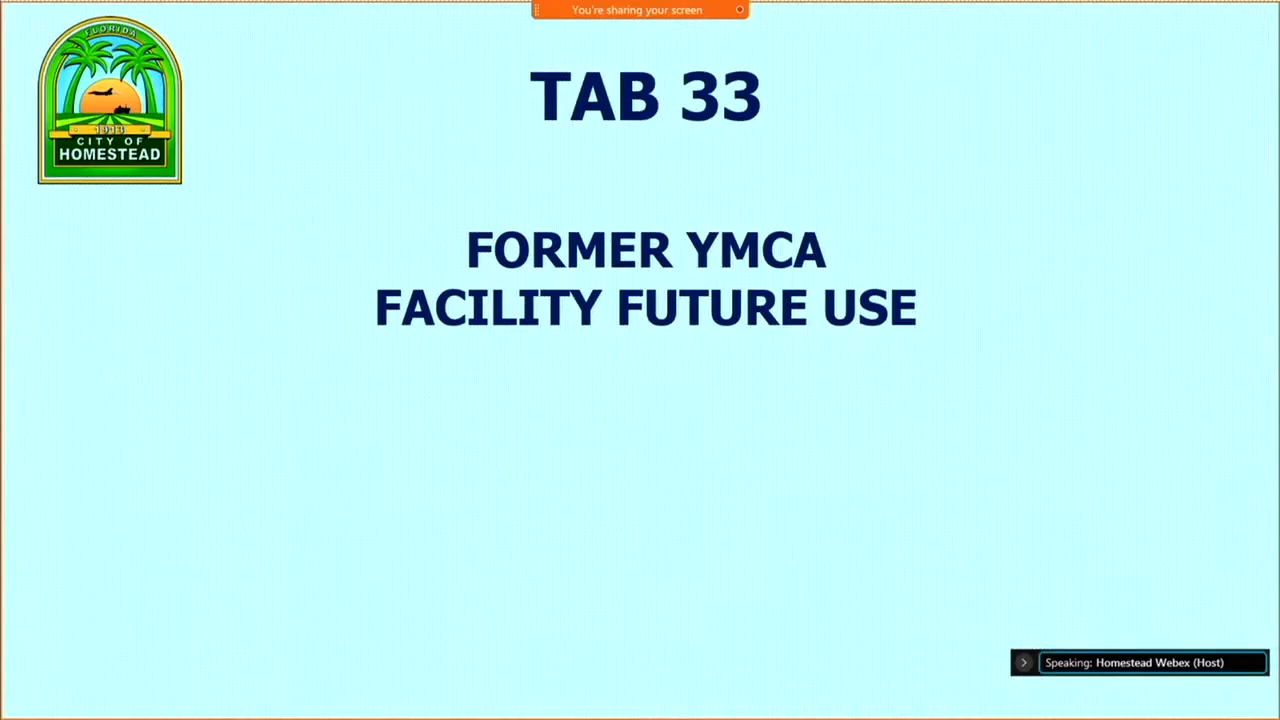 You're sharing your screen
FLORIDA
1913
CITY OF
HOMESTEAD
TAB 33
FORMER YMCA
FACILITY FUTURE USE
Speaking: Homestead Webex (Host)